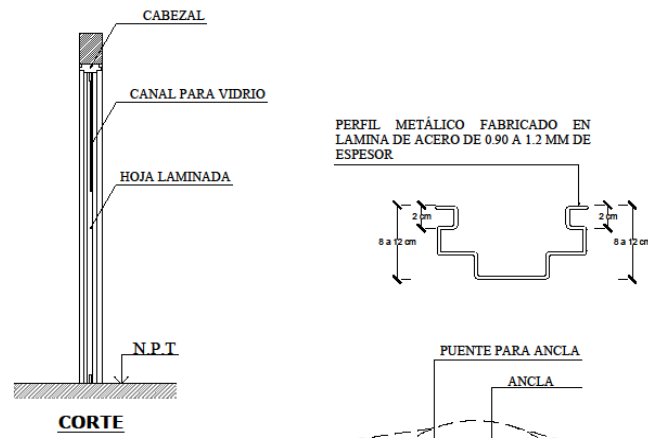 CABEZAL
CANAL PARA VIDRIO
HOJA LAMINADA
N.P.T
CORTE
PERFIL METÁLICO FABRICADO EN
LAMINA DE ACERO DE 0.90 A 1.2 MM DE
ESPESOR
2 cm
2 cm
8 a 12 cm
8 a 12 cm
PUENTE PARA ANCLA
ANCLA